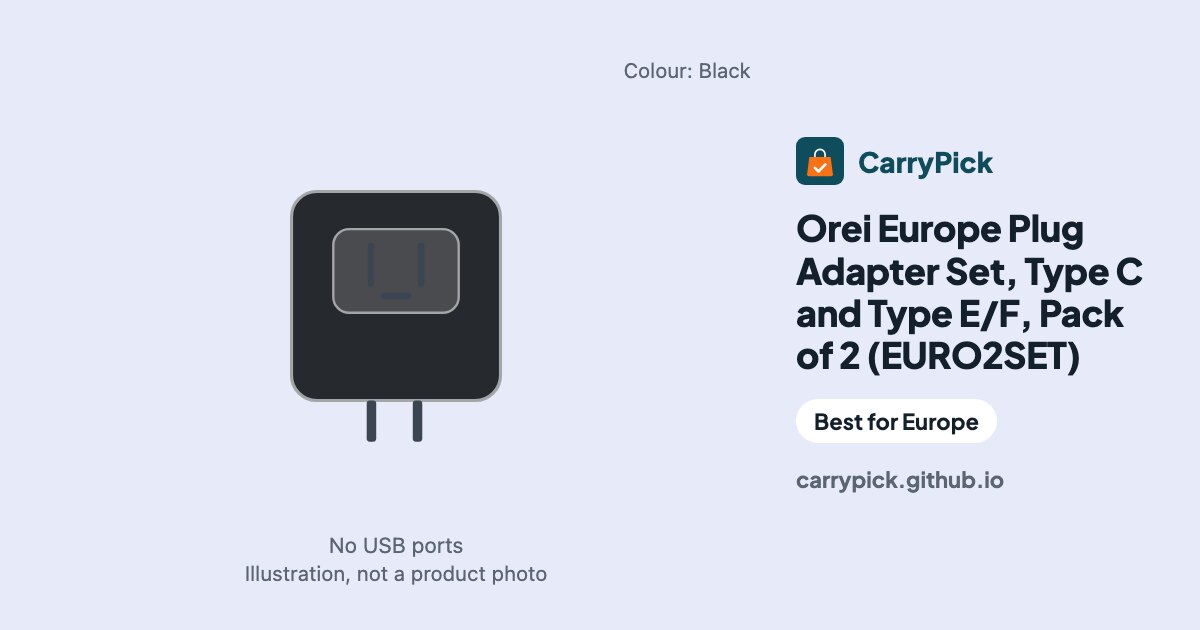 Colour: Black
CarryPick
Orei Europe Plug
Adapter Set, Type C
and Type E/F, Pack
of 2 (EURO2SET)
Best for Europe
carrypick.github.io
No USB ports
Illustration, not a product photo